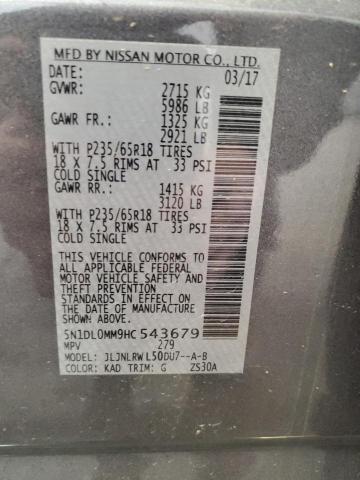 MFD BY NISSAN MOTOR CO., LTD.
DATE: 03/17
GVWR: 2715 KG
5986 LB
GAWR FR.: 1325 KG
2921 LB
WITH P235/65R18 TIRES
18 X 7.5 RIMS AT 33 PSI
COLD SINGLE
GAWR RR.: 1415 KG
3120 LB
WITH P235/65R18 TIRES
18 X 7.5 RIMS AT 33 PSI
COLD SINGLE
THIS VEHICLE CONFORMS TO
ALL APPLICABLE FEDERAL
MOTOR VEHICLE SAFETY AND
THEFT PREVENTION
STANDARDS IN EFFECT ON
THE DATE OF MANUFACTURE
SHOWN ABOVE.
5N1DL0MM9HC 543679
MPV 279
MODEL: JLJNLRWL50DU7--A-B
COLOR: KAD TRIM: G ZS30A